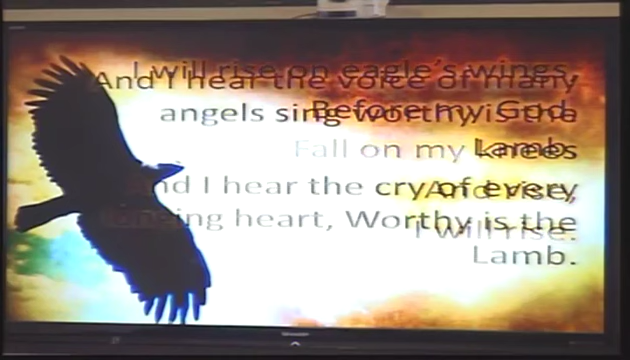 I will rise on eagle's wings,
And I hear the voice of many
Before my God
angels sing worthy is the
Fall on my knees
Lamb.
And I hear the cry of every
And rise,
longing heart, Worthy is the
I will rise.
Lamb.